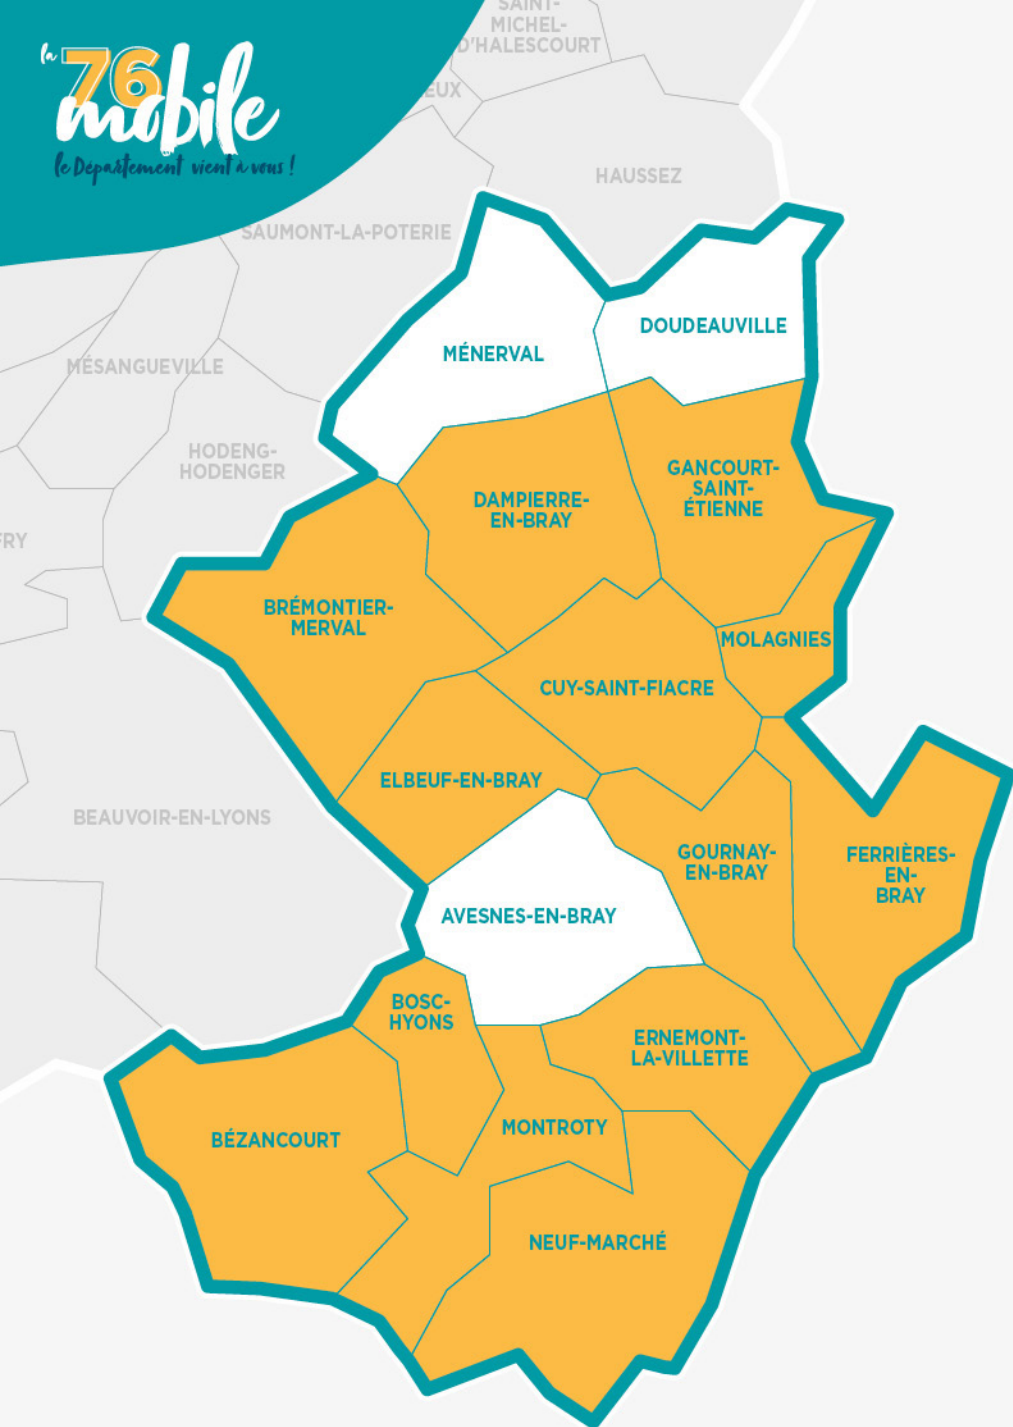 la 76
mobile
le Département vient à vous !
SAINT-
MICHEL-
D'HALESCOURT
EUX
HAUSSEZ
SAUMONT-LA-POTERIE
DOUDEAUVILLE
MÉNERVAL
MÉSANGUEVILLE
HODENG-
HODENGER
GANCOURT-
SAINT-
ÉTIENNE
DAMPIERRE-
EN-BRAY
FRY
BRÉMONTIER-
MERVAL
MOLAGNIES
CUY-SAINT-FIACRE
ELBEUF-EN-BRAY
BEAUVOIR-EN-LYONS
GOURNAY-
EN-BRAY
FERRIÈRES-
EN-
BRAY
AVESNES-EN-BRAY
BOSC-
HYONS
ERNEMONT-
LA-VILLETTE
MONTROTY
BÉZANCOURT
NEUF-MARCHÉ